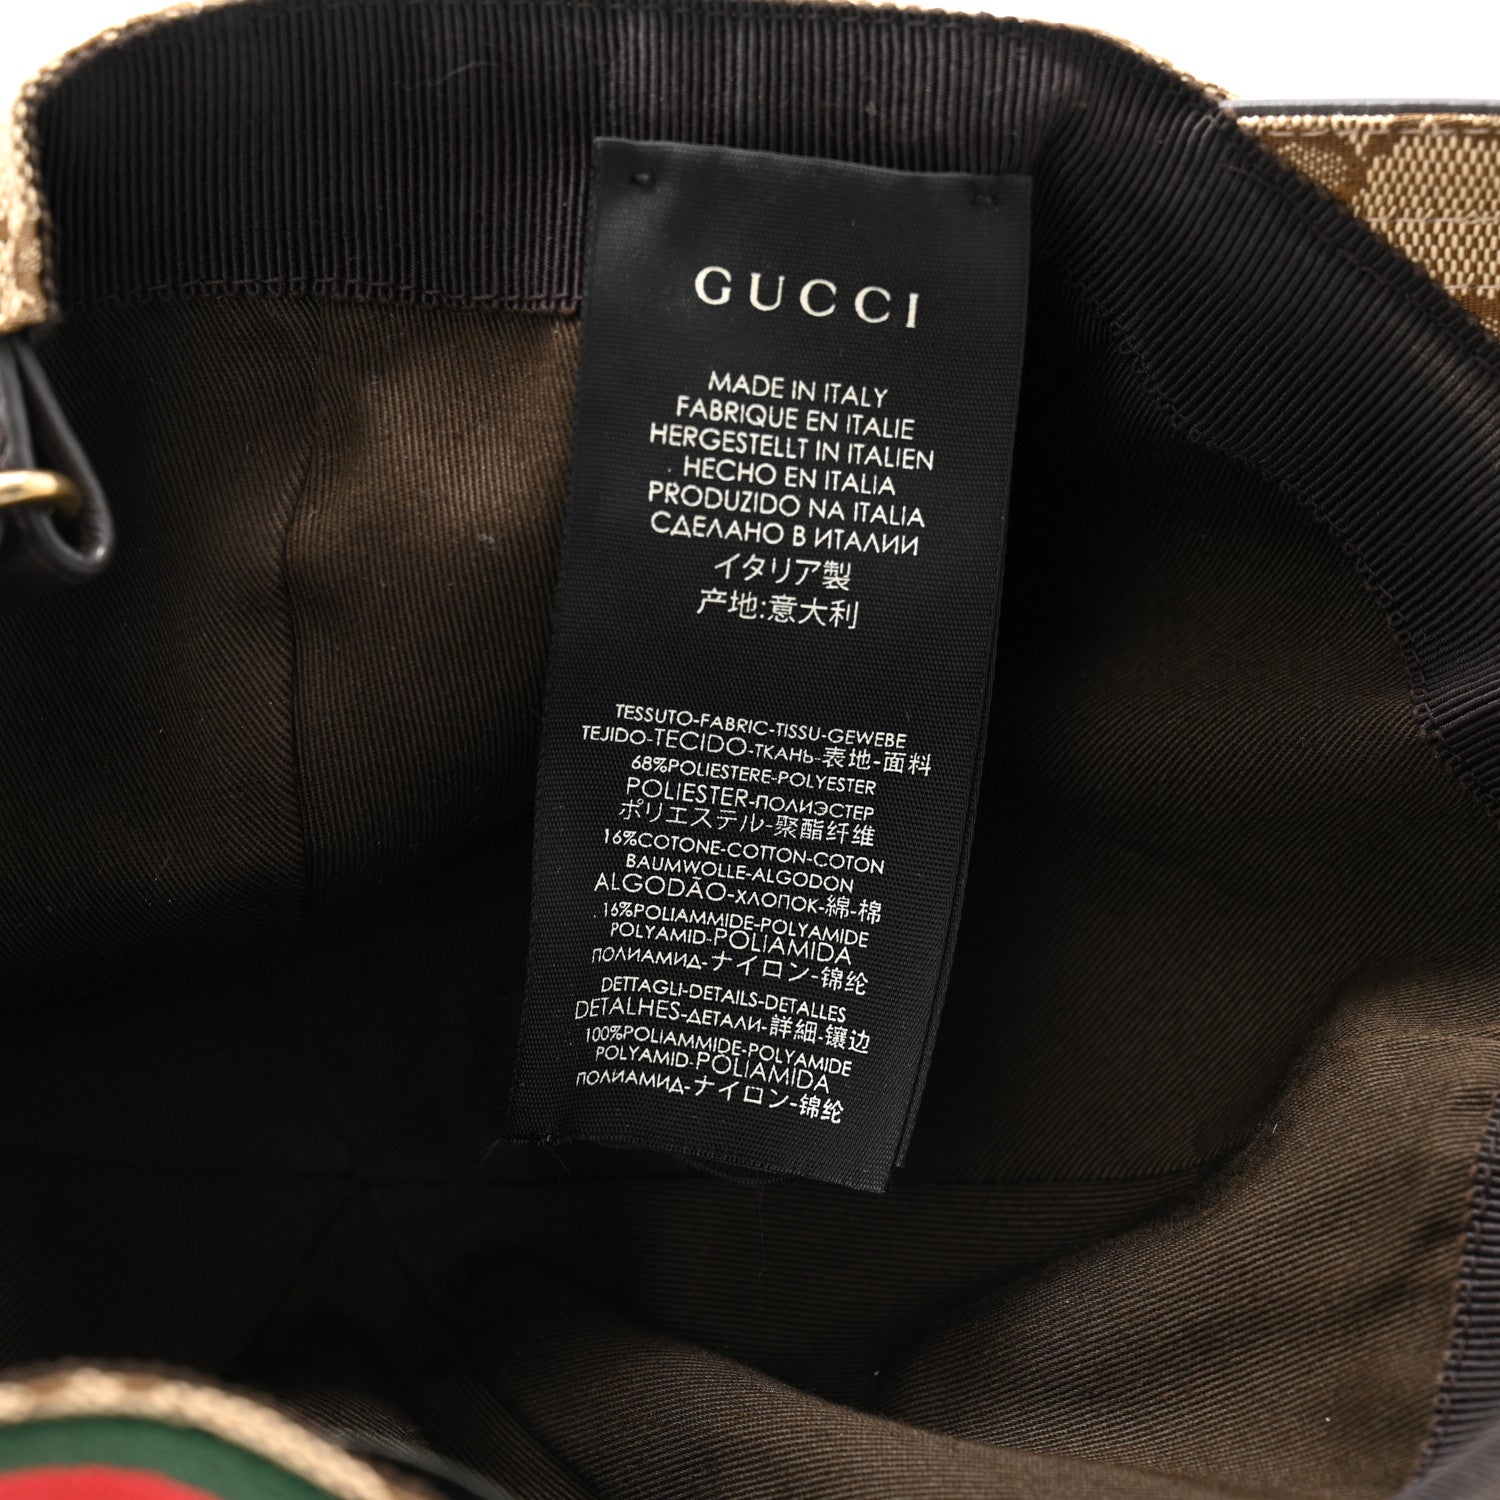 GUCCI
MADE IN ITALY
FABRIQUE EN ITALIE
HERGESTELLT IN ITALIEN
HECHO EN ITALIA
PRODUZIDO NA ITALIA
СДЕЛАНО В ИТАЛИИ
イタリア製
产地:意大利
TESSUTO-FABRIC-TISSU-GEWEBE
TEJIDO-TECIDO-ТКАНЬ-表地-面料
68%POLIESTERE-POLYESTER
POLIESTER-ПОЛИЭСТЕР
ポリエステル-聚酯纤维
16%COTONE-COTTON-COTON
BAUMWOLLE-ALGODON
ALGODÃO-ХЛОПОК-綿-棉
16%POLIAMMIDE-POLYAMIDE
POLYAMID-POLIAMIDA
ПОЛИАМИД-ナイロン-锦纶
DETTAGLI-DETAILS-DETALLES
DETALHES-ДЕТАЛИ-詳細-镶边
100%POLIAMMIDE-POLYAMIDE
POLYAMID-POLIAMIDA
ПОЛИАМИД-ナイロン-锦纶